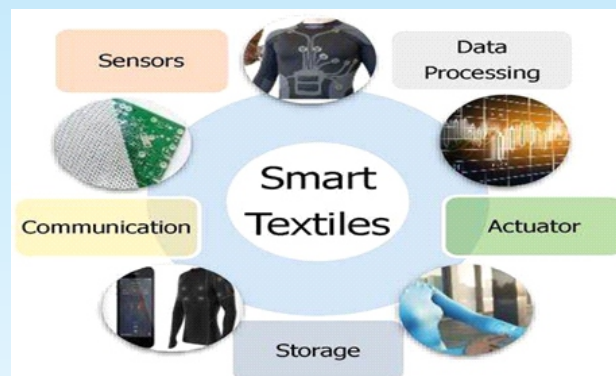 Sensors
Data
Processing
Smart
Textiles
Communication
Actuator
Storage